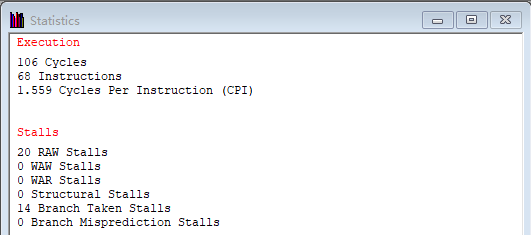 Statistics
Execution
106 Cycles
68 Instructions
1.559 Cycles Per Instruction (CPI)
Stalls
20 RAW Stalls
0 WAW Stalls
0 WAR Stalls
0 Structural Stalls
14 Branch Taken Stalls
0 Branch Misprediction Stalls